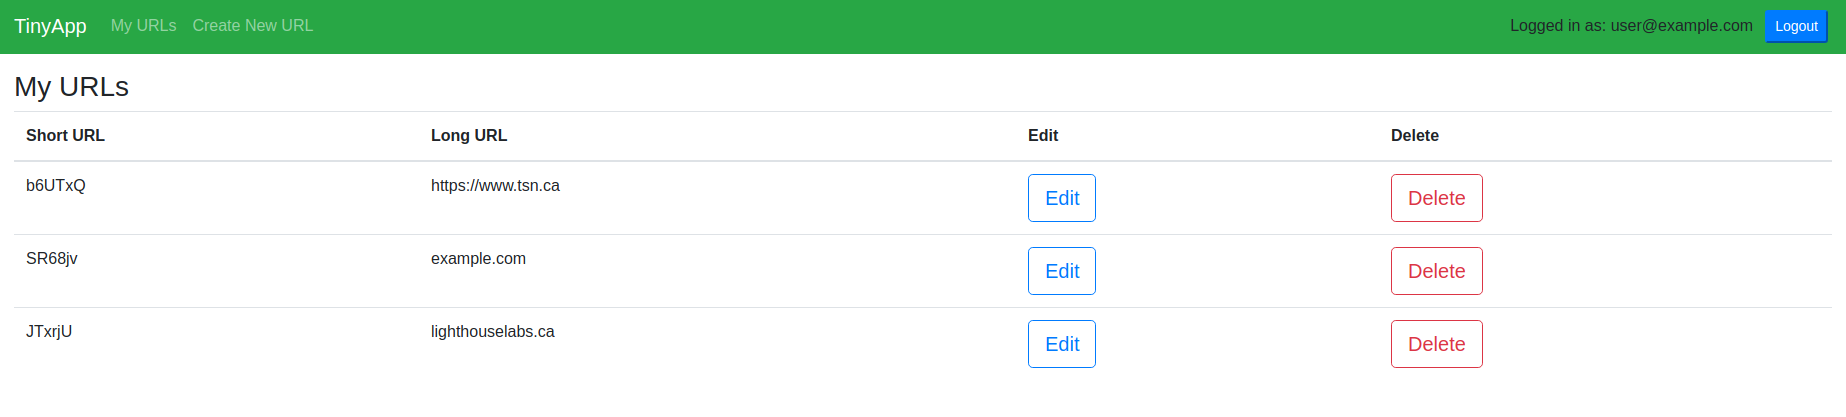 TinyApp My URLs Create New URL Logged in as: user@example.com Logout
My URLs
Short URL Long URL Edit Delete
b6UTxQ https://www.tsn.ca Edit Delete
SR68jv example.com Edit Delete
JTxrjU lighthouselabs.ca Edit Delete